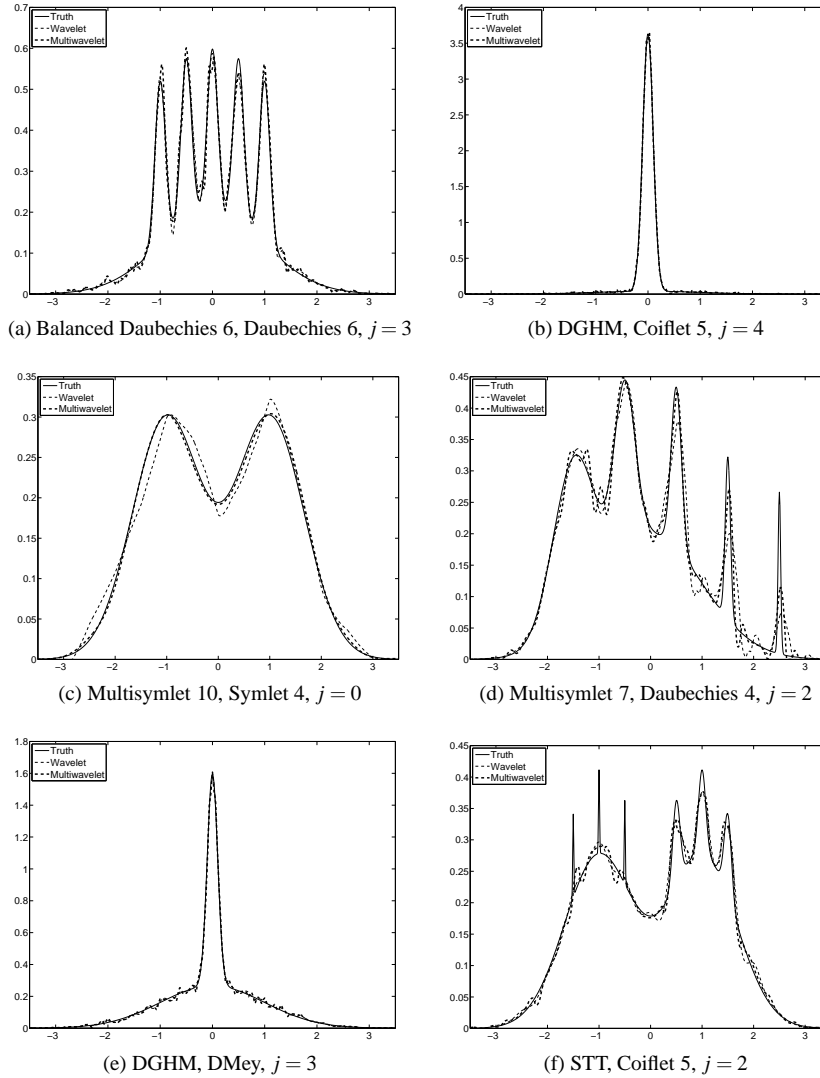 0.7
0.6
0.5
0.4
0.3
0.2
0.1
0
−3 −2 −1 0 1 2 3
Truth
Wavelet
Multiwavelet
(a) Balanced Daubechies 6, Daubechies 6, j = 3
4
3.5
3
2.5
2
1.5
1
0.5
0
−3 −2 −1 0 1 2 3
Truth
Wavelet
Multiwavelet
(b) DGHM, Coiflet 5, j = 4
0.35
0.3
0.25
0.2
0.15
0.1
0.05
0
−3 −2 −1 0 1 2 3
Truth
Wavelet
Multiwavelet
(c) Multisymlet 10, Symlet 4, j = 0
0.45
0.4
0.35
0.3
0.25
0.2
0.15
0.1
0.05
0
−3 −2 −1 0 1 2 3
Truth
Wavelet
Multiwavelet
(d) Multisymlet 7, Daubechies 4, j = 2
1.8
1.6
1.4
1.2
1
0.8
0.6
0.4
0.2
0
−3 −2 −1 0 1 2 3
Truth
Wavelet
Multiwavelet
(e) DGHM, DMey, j = 3
0.45
0.4
0.35
0.3
0.25
0.2
0.15
0.1
0.05
0
−3 −2 −1 0 1 2 3
Truth
Wavelet
Multiwavelet
(f) STT, Coiflet 5, j = 2